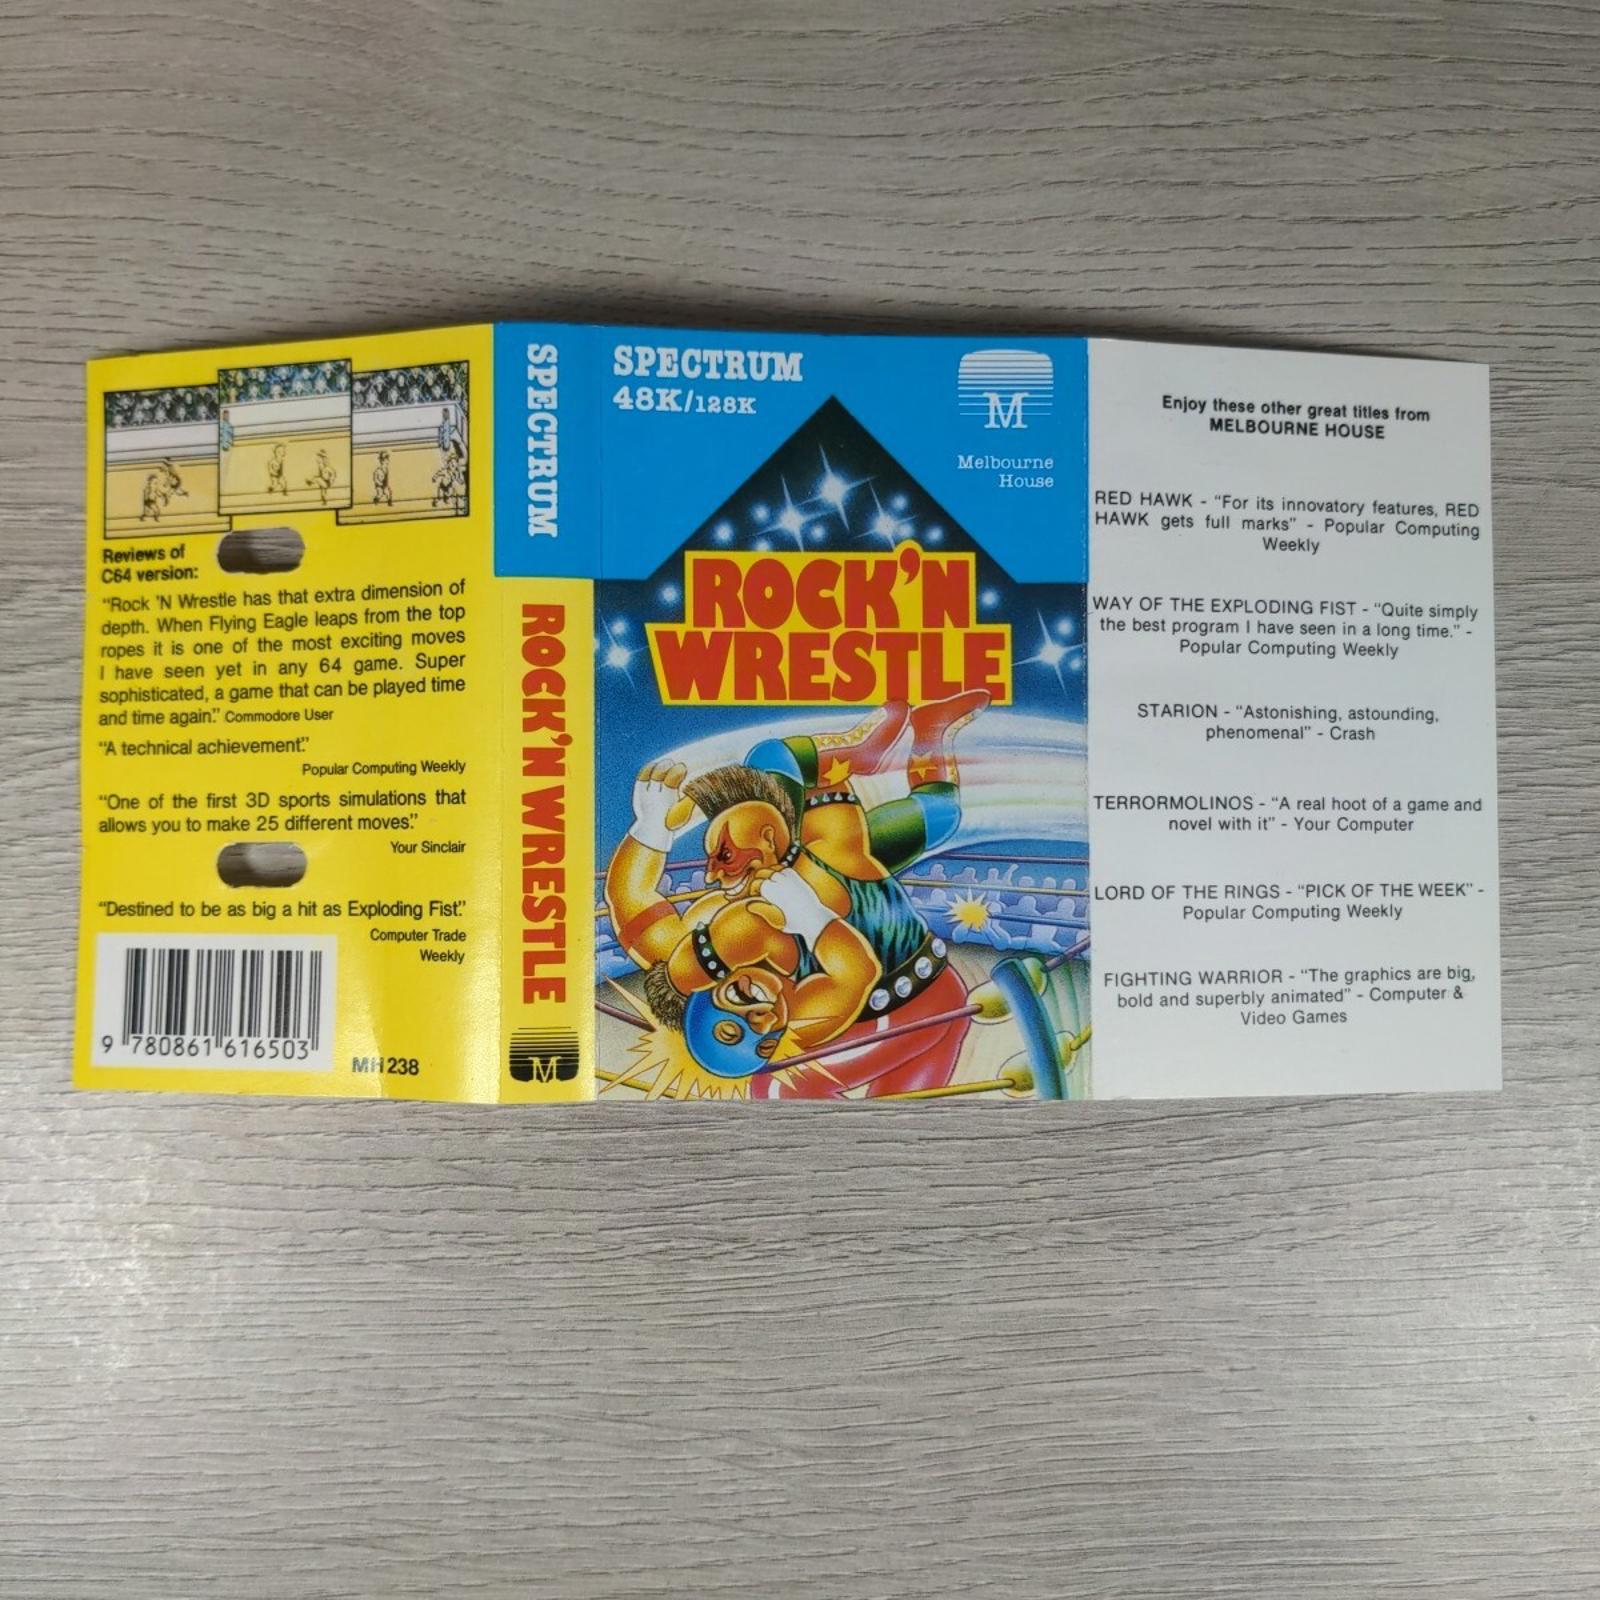 Reviews of
C64 version:
“Rock 'N Wrestle has that extra dimension of
depth. When Flying Eagle leaps from the top
ropes it is one of the most exciting moves
I have seen yet in any 64 game. Super
sophisticated, a game that can be played time
and time again.” Commodore User
“A technical achievement.”
Popular Computing Weekly
“One of the first 3D sports simulations that
allows you to make 25 different moves.”
Your Sinclair
“Destined to be as big a hit as Exploding Fist.”
Computer Trade
Weekly
9 780861 616503
MH 238
SPECTRUM
ROCK'N WRESTLE
M
SPECTRUM
48K/128K
M
Melbourne
House
ROCK'N
WRESTLE
Enjoy these other great titles from
MELBOURNE HOUSE
RED HAWK - “For its innovatory features, RED
HAWK gets full marks” - Popular Computing
Weekly
WAY OF THE EXPLODING FIST - “Quite simply
the best program I have seen in a long time.” -
Popular Computing Weekly
STARION - “Astonishing, astounding,
phenomenal” - Crash
TERRORMOLINOS - “A real hoot of a game and
novel with it” - Your Computer
LORD OF THE RINGS - “PICK OF THE WEEK” -
Popular Computing Weekly
FIGHTING WARRIOR - “The graphics are big,
bold and superbly animated” - Computer &
Video Games